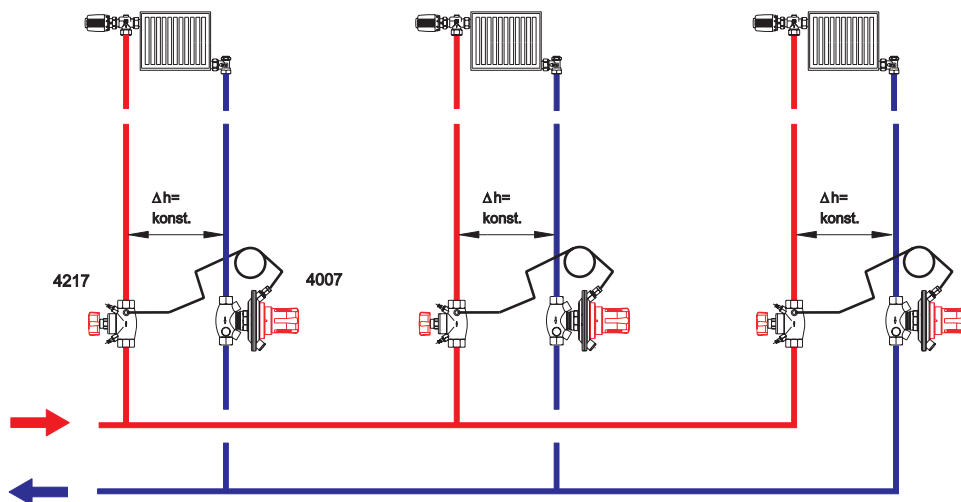 Δh=
konst.
Δh=
konst.
Δh=
konst.
4217
4007